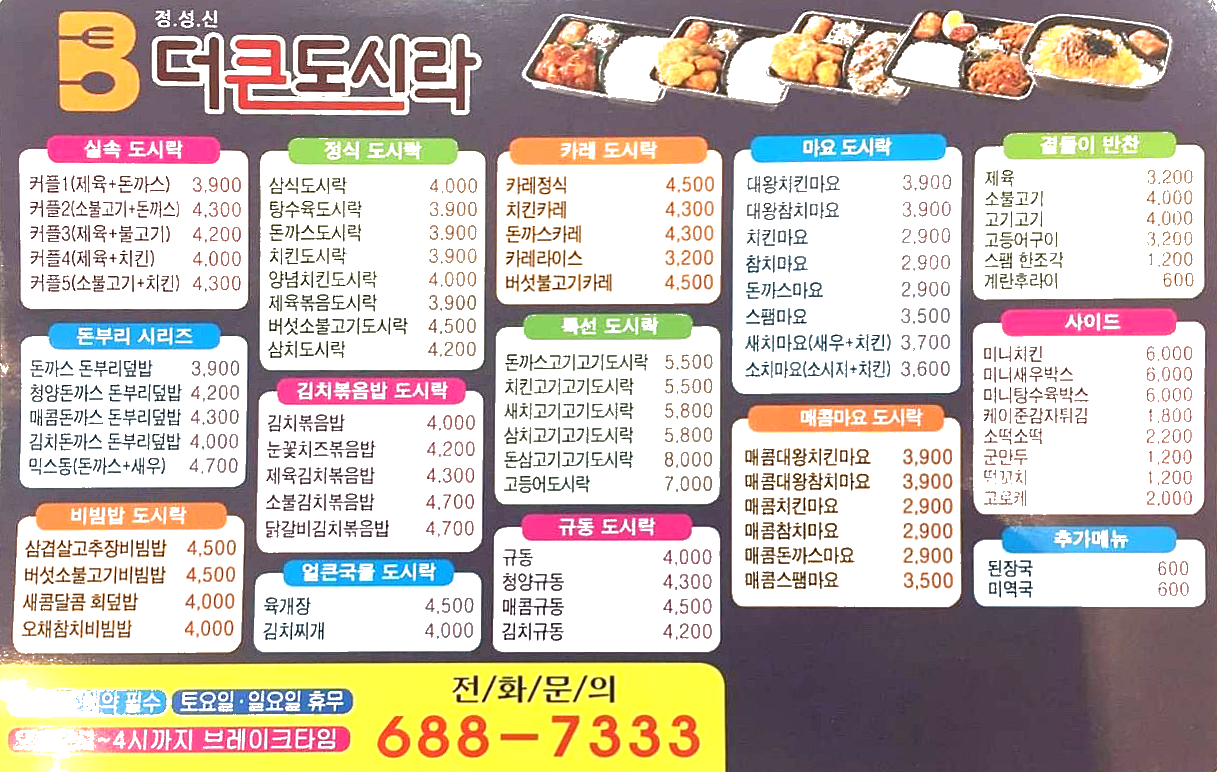 정.성.신
더큰도시락
실속 도시락
커플1(제육+돈까스) 3,900
커플2(소불고기+돈까스) 4,300
커플3(제육+불고기) 4,200
커플4(제육+치킨) 4,000
커플5(소불고기+치킨) 4,300
돈부리 시리즈
돈까스 돈부리덮밥 3,900
청양돈까스 돈부리덮밥 4,200
매콤돈까스 돈부리덮밥 4,300
김치돈까스 돈부리덮밥 4,000
믹스동(돈까스+새우) 4,700
비빔밥 도시락
삼겹살고추장비빔밥 4,500
버섯소불고기비빔밥 4,500
새콤달콤 회덮밥 4,000
오채참치비빔밥 4,000
정식 도시락
삼식도시락 4.000
탕수육도시락 3.900
돈까스도시락 3.900
치킨도시락 3.900
양념치킨도시락 4.000
제육볶음도시락 3,900
버섯소불고기도시락 4,500
삼치도시락 4,200
김치볶음밥 도시락
김치볶음밥 4,000
눈꽃치즈볶음밥 4,200
제육김치볶음밥 4,300
소불김치볶음밥 4,700
닭갈비김치볶음밥 4,700
얼큰국물 도시락
육개장 4,500
김치찌개 4,000
카레 도시락
카레정식 4,500
치킨카레 4,300
돈까스카레 4,300
카레라이스 3,200
버섯불고기카레 4,500
특선 도시락
돈까스고기고기도시락 5.500
치킨고기고기도시락 5,500
새치고기고기도시락 5,800
삼치고기고기도시락 5,800
돈삼고기고기도시락 8,000
고등어도시락 7,000
규동 도시락
규동 4,000
청양규동 4,300
매콤규동 4,500
김치규동 4,200
마요 도시락
대왕치킨마요 3,900
대왕참치마요 3,900
치킨마요 2,900
참치마요 2,900
돈까스마요 2,900
스팸마요 3,500
새치마요(새우+치킨) 3,700
소치마요(소시지+치킨) 3,600
매콤마요 도시락
매콤대왕치킨마요 3,900
매콤대왕참치마요 3,900
매콤치킨마요 2,900
매콤참치마요 2,900
매콤돈까스마요 2,900
매콤스팸마요 3,500
곁들이 반찬
제육 3,200
소불고기 4,000
고기고기 4,000
고등어구이 3,200
스팸 한조각 1,200
계란후라이 600
사이드
미니치킨 6,000
미니새우박스 6,000
미니탕수육박스 6,000
케이준감자튀김 1,800
소떡소떡 2,200
군만두 1,200
떡꼬치 1,200
고로케 2,000
추가메뉴
된장국 600
미역국 600
필수 토요일·일요일 휴무
~4시까지 브레이크타임
전/화/문/의
688-7333